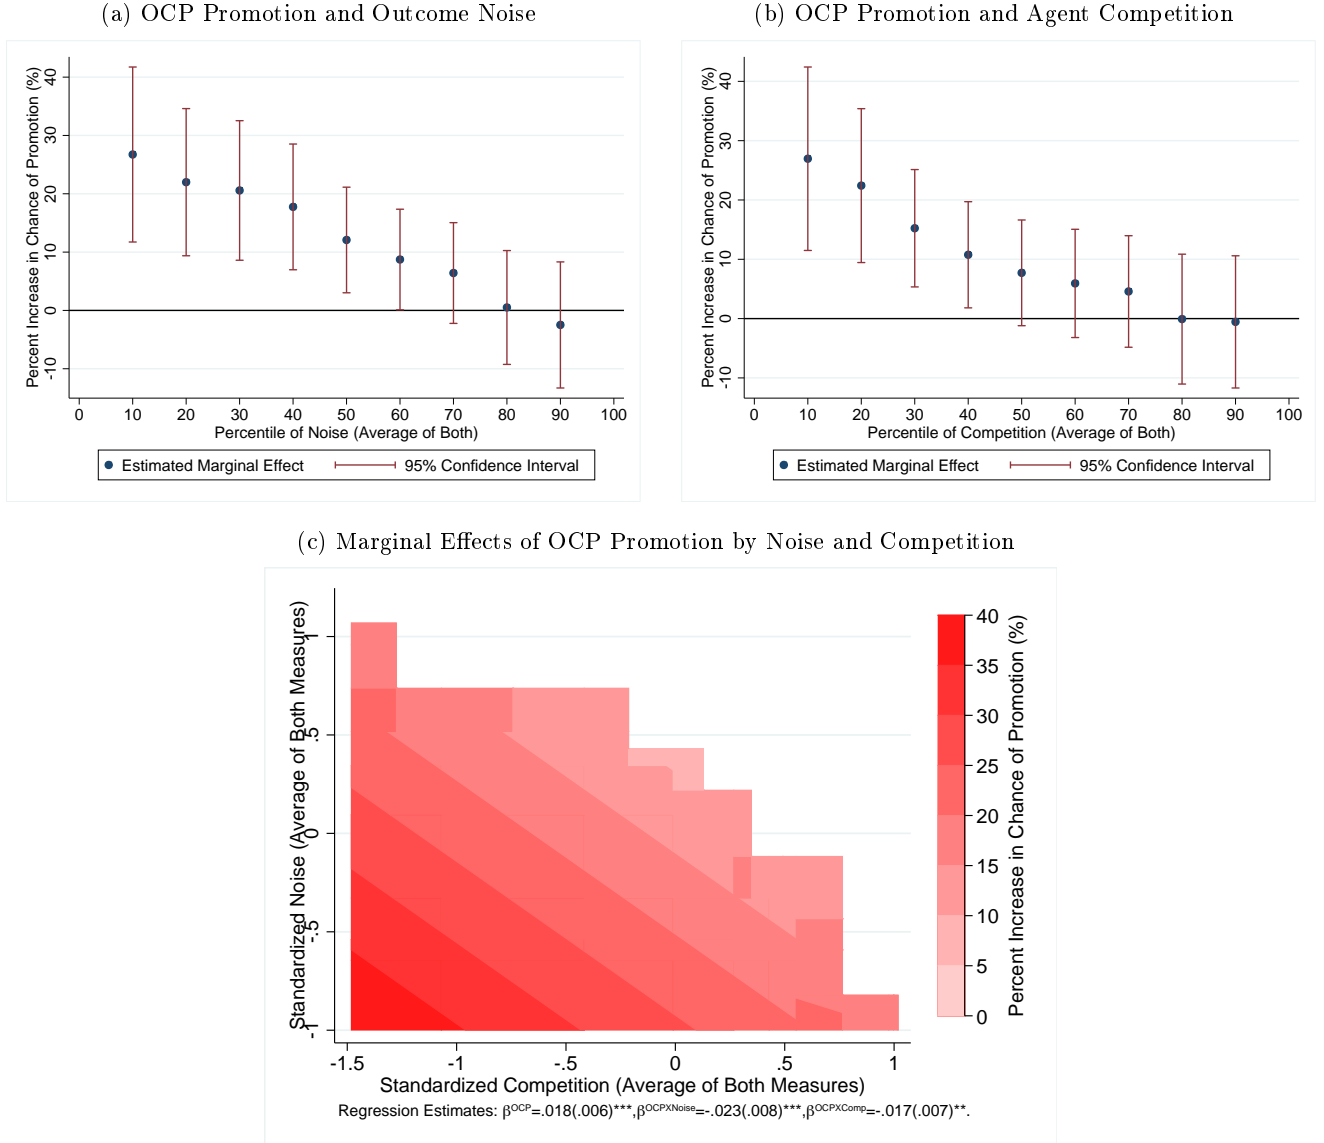 (a) OCP Promotion and Outcome Noise
Percent Increase in Chance of Promotion (%)
40
30
20
10
0
-10
0 10 20 30 40 50 60 70 80 90 100
Percentile of Noise (Average of Both)
Estimated Marginal Effect 95% Confidence Interval
(b) OCP Promotion and Agent Competition
Percent Increase in Chance of Promotion (%)
40
30
20
10
0
-10
0 10 20 30 40 50 60 70 80 90 100
Percentile of Competition (Average of Both)
Estimated Marginal Effect 95% Confidence Interval
(c) Marginal Effects of OCP Promotion by Noise and Competition
Standardized Noise (Average of Both Measures)
1
.5
0
-.5
-1
-1.5 -1 -.5 0 .5 1
Standardized Competition (Average of Both Measures)
40
35
30
25
20
15
10
5
0
Percent Increase in Chance of Promotion (%)
Regression Estimates: β^OCP=.018(.006)***,β^OCPXNoise=-.023(.008)***,β^OCPXComp=-.017(.007)**.